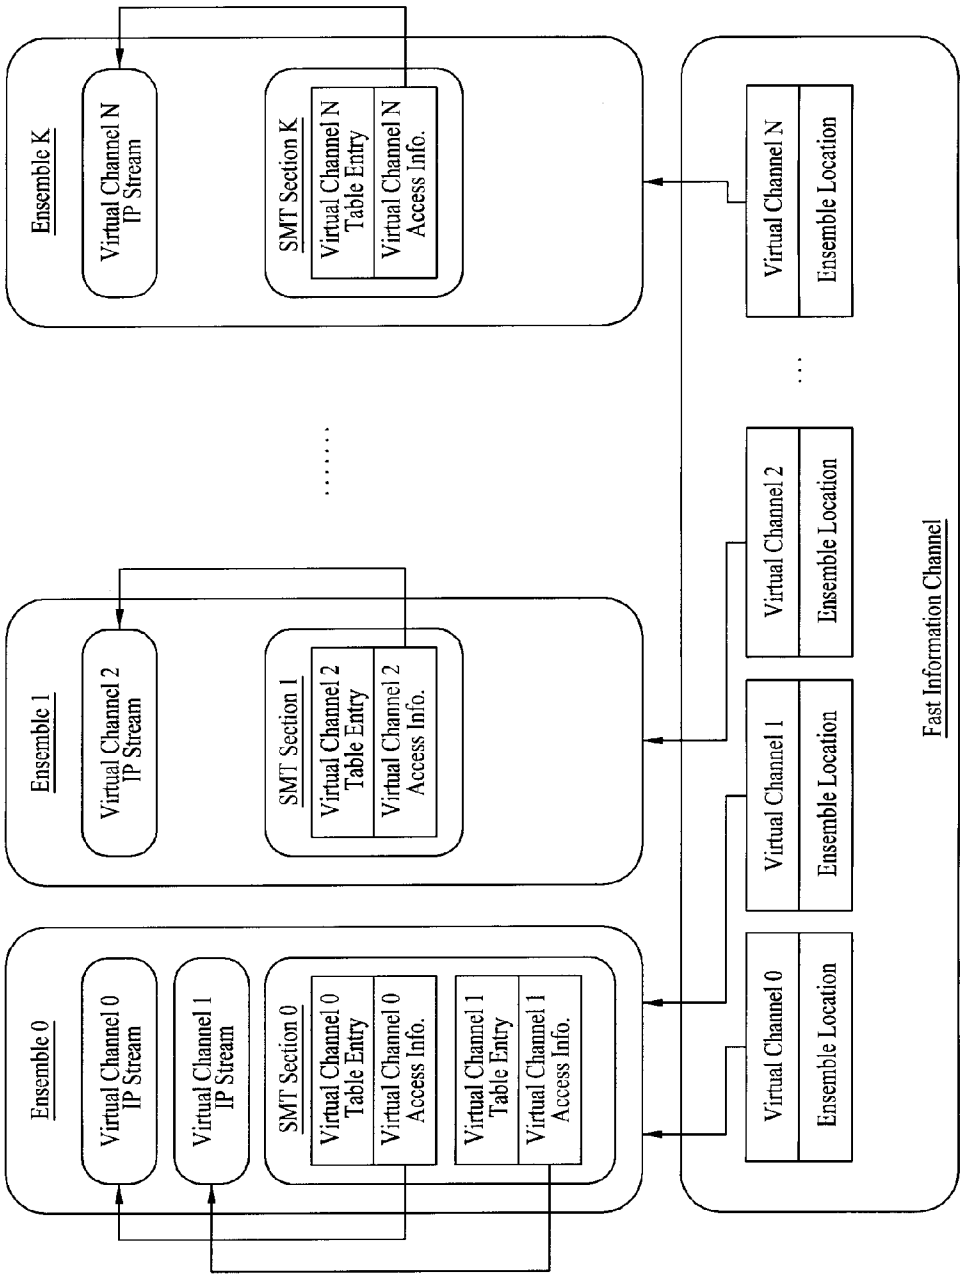 Ensemble 0
Virtual Channel 0
IP Stream
Virtual Channel 1
IP Stream
SMT Section 0
Virtual Channel 0
Table Entry
Virtual Channel 0
Access Info.
Virtual Channel 1
Table Entry
Virtual Channel 1
Access Info.
Ensemble 1
Virtual Channel 2
IP Stream
SMT Section 1
Virtual Channel 2
Table Entry
Virtual Channel 2
Access Info.
.......
Ensemble K
Virtual Channel N
IP Stream
SMT Section K
Virtual Channel N
Table Entry
Virtual Channel N
Access Info.
Virtual Channel 0
Ensemble Location
Virtual Channel 1
Ensemble Location
Virtual Channel 2
Ensemble Location
...
Virtual Channel N
Ensemble Location
Fast Information Channel